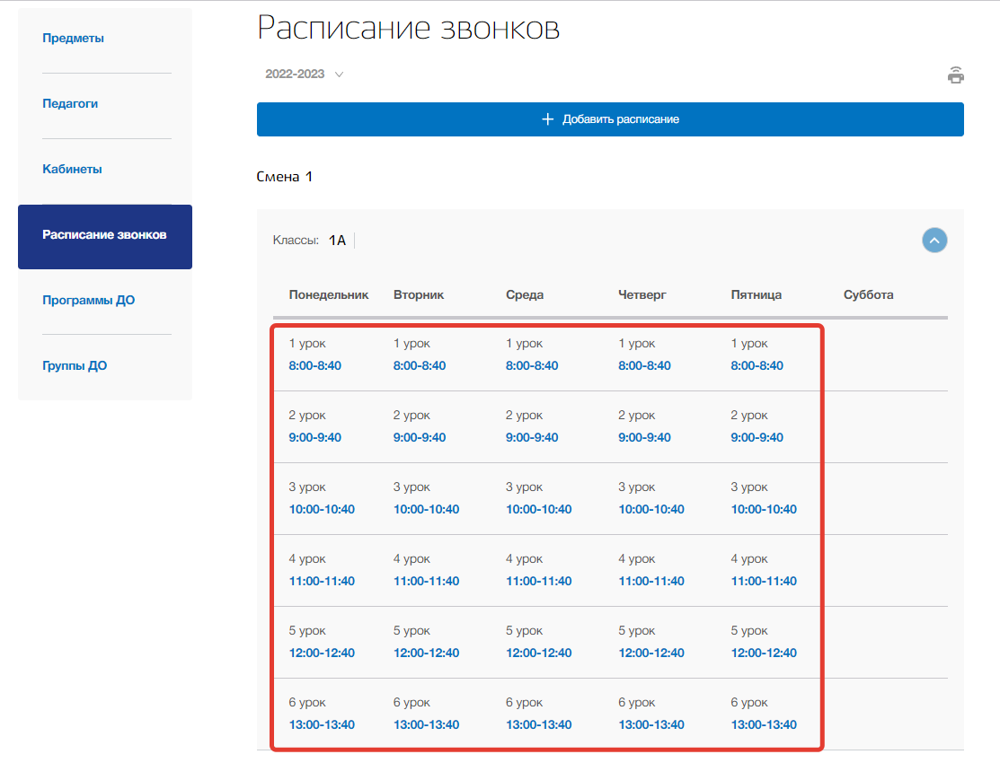 Предметы
Педагоги
Кабинеты
Расписание звонков
Программы ДО
Группы ДО
Расписание звонков
2022-2023
+ Добавить расписание
Смена 1
Классы: 1А
Понедельник Вторник Среда Четверг Пятница Суббота
1 урок 1 урок 1 урок 1 урок 1 урок
8:00-8:40 8:00-8:40 8:00-8:40 8:00-8:40 8:00-8:40
2 урок 2 урок 2 урок 2 урок 2 урок
9:00-9:40 9:00-9:40 9:00-9:40 9:00-9:40 9:00-9:40
3 урок 3 урок 3 урок 3 урок 3 урок
10:00-10:40 10:00-10:40 10:00-10:40 10:00-10:40 10:00-10:40
4 урок 4 урок 4 урок 4 урок 4 урок
11:00-11:40 11:00-11:40 11:00-11:40 11:00-11:40 11:00-11:40
5 урок 5 урок 5 урок 5 урок 5 урок
12:00-12:40 12:00-12:40 12:00-12:40 12:00-12:40 12:00-12:40
6 урок 6 урок 6 урок 6 урок 6 урок
13:00-13:40 13:00-13:40 13:00-13:40 13:00-13:40 13:00-13:40